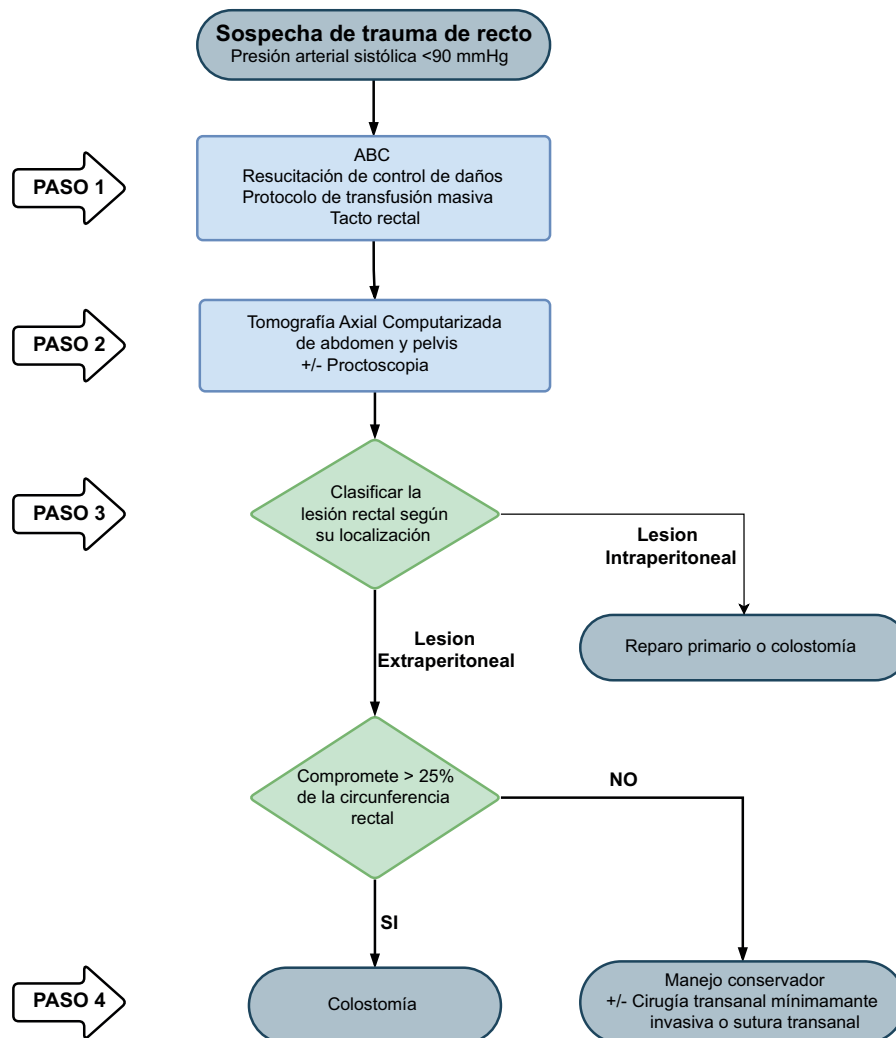 Sospecha de trauma de recto
Presión arterial sistólica <90 mmHg
PASO 1
ABC
Resucitación de control de daños
Protocolo de transfusión masiva
Tacto rectal
PASO 2
Tomografía Axial Computarizada
de abdomen y pelvis
+/- Proctoscopia
PASO 3
Clasificar la
lesión rectal según
su localización
Lesion
Intraperitoneal
Reparo primario o colostomía
Lesion
Extraperitoneal
Compromete > 25%
de la circunferencia
rectal
NO
SI
PASO 4
Colostomía
Manejo conservador
+/- Cirugía transanal mínimamante
invasiva o sutura transanal